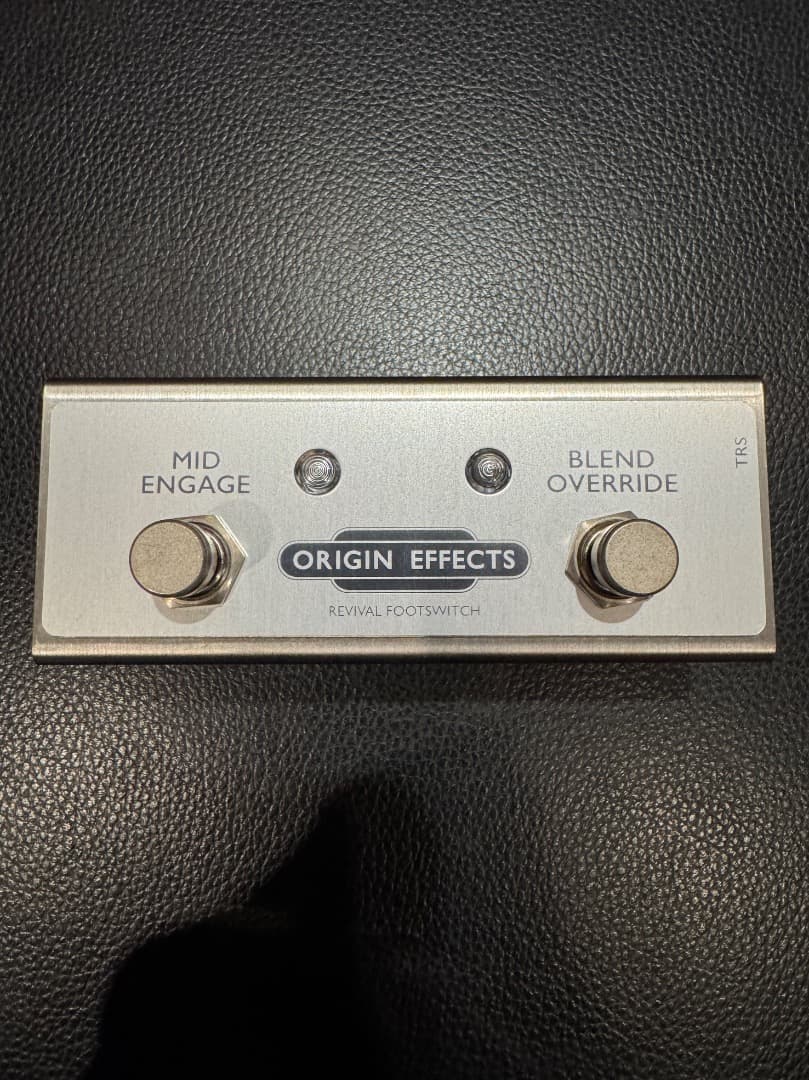 MID
ENGAGE
BLEND
OVERRIDE
TRS
ORIGIN EFFECTS
REVIVAL FOOTSWITCH